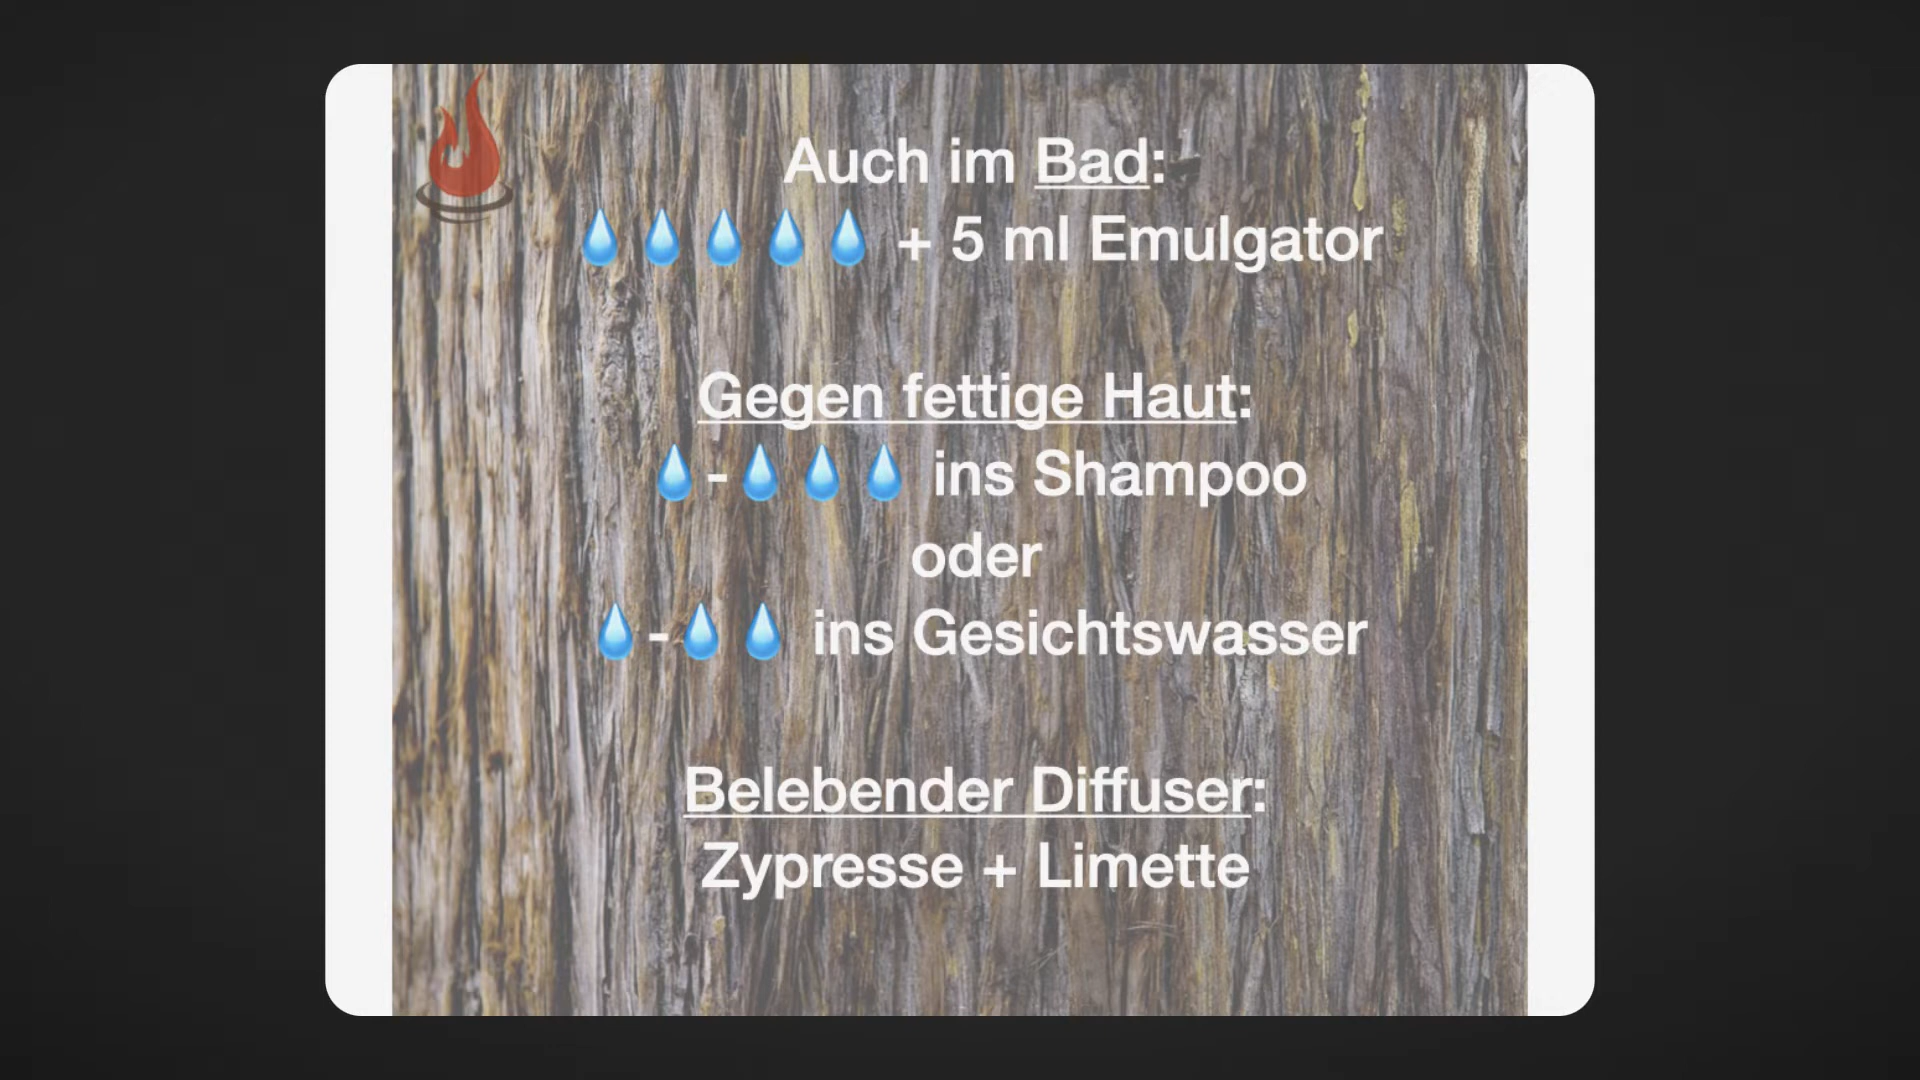 Auch im Bad:
💧💧💧💧💧 + 5 ml Emulgator
Gegen fettige Haut:
💧-💧💧💧 ins Shampoo
oder
💧-💧💧 ins Gesichtswasser
Belebender Diffuser:
Zypresse + Limette